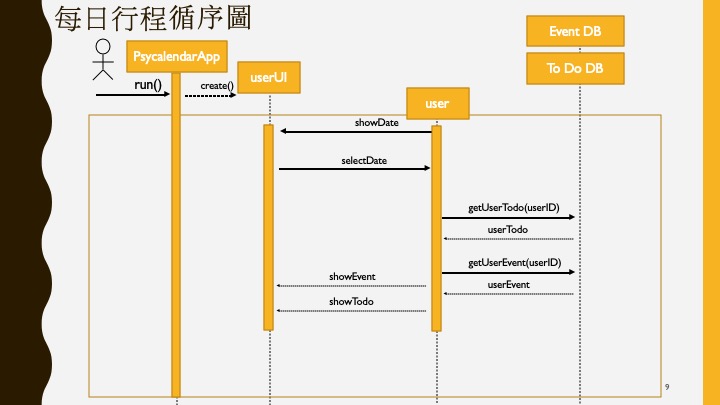 每日行程循序圖
Event DB
PsycalendarApp
To Do DB
userUI
run()
create()
user
showDate
selectDate
getUserTodo(userID)
userTodo
getUserEvent(userID)
showEvent
userEvent
showTodo
9